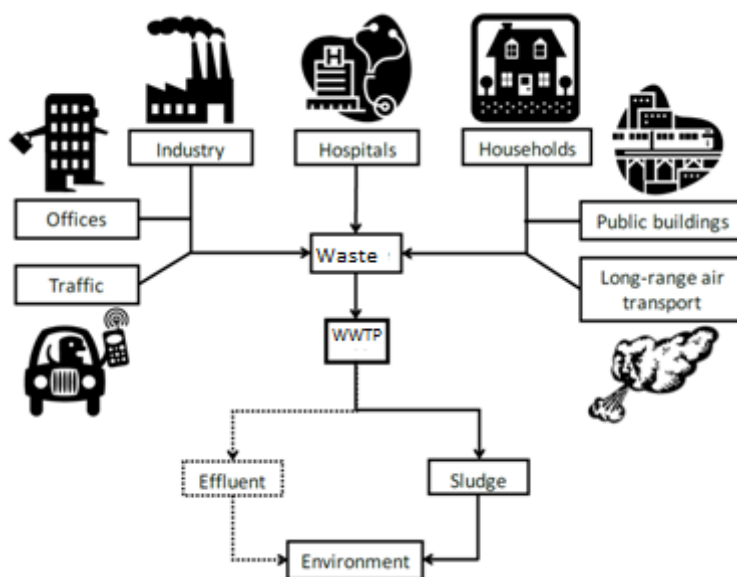 H
Industry
Hospitals
Households
Offices
Public buildings
Waste
Traffic
Long-range air
transport
WWTP
Effluent
Sludge
Environment